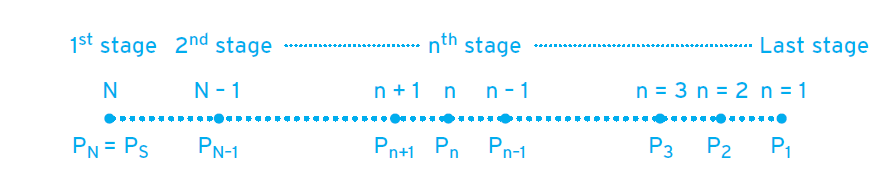 1st stage 2nd stage nth stage Last stage
N N – 1 n + 1 n n – 1 n = 3 n = 2 n = 1
PN = PS PN–1 Pn+1 Pn Pn–1 P3 P2 P1